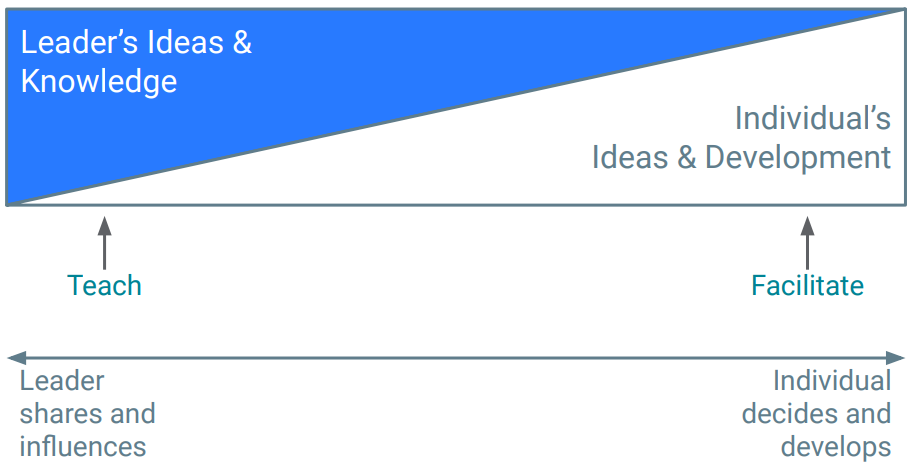 Leader’s Ideas &
Knowledge
Individual’s
Ideas & Development
Teach
Facilitate
Leader
shares and
influences
Individual
decides and
develops